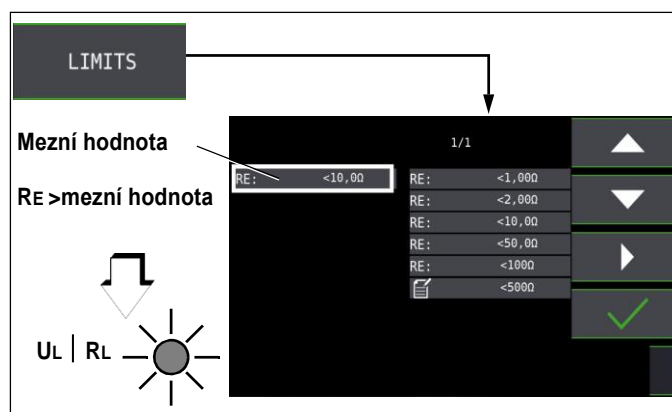 LIMITS
Mezní hodnota
RE >mezní hodnota
UL | RL
1/1
RE: <10,0Ω
RE: <1,00Ω
RE: <2,00Ω
RE: <10,0Ω
RE: <50,0Ω
RE: <100Ω
<500Ω